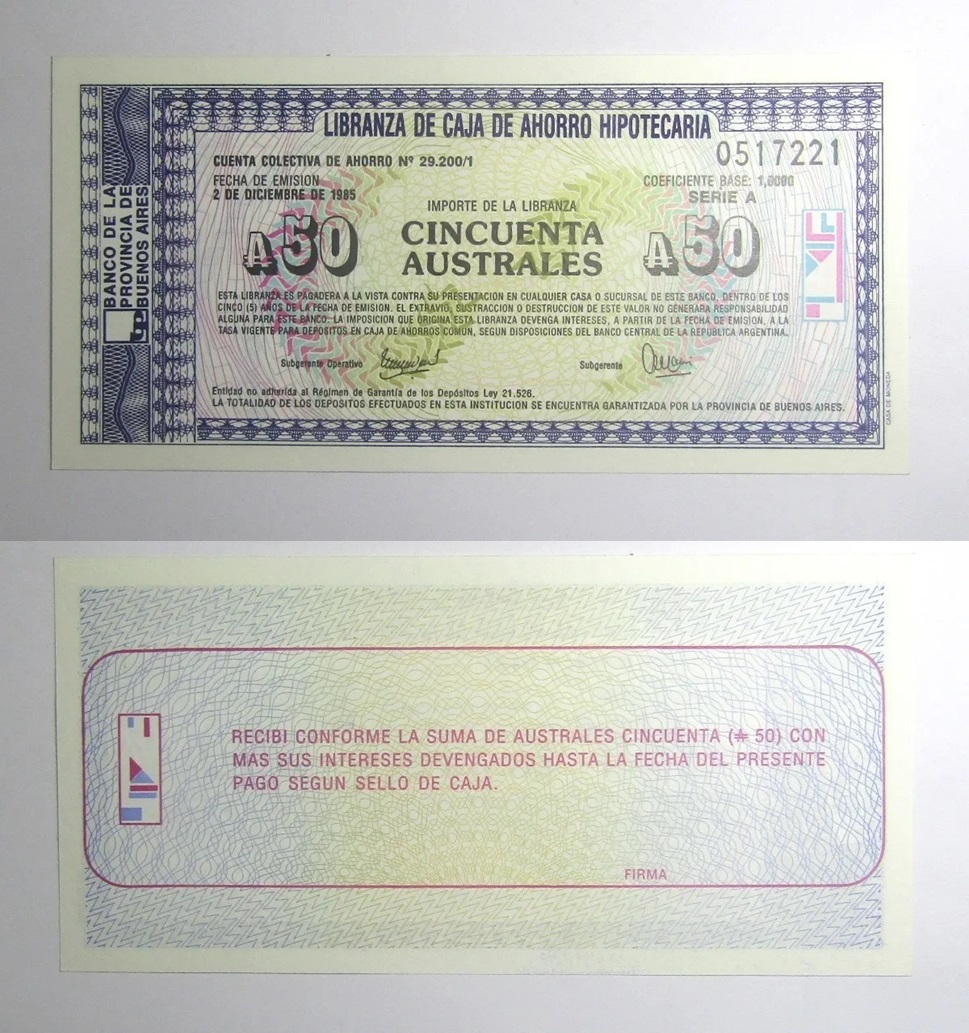 LIBRANZA DE CAJA DE AHORRO HIPOTECARIA
0517221
CUENTA COLECTIVA DE AHORRO Nº 29.200/1
FECHA DE EMISION
2 DE DICIEMBRE DE 1985
COEFICIENTE BASE: 1,0000
SERIE A
IMPORTE DE LA LIBRANZA
₳50
CINCUENTA
AUSTRALES
₳50
BANCO DE LA
PROVINCIA DE
BUENOS AIRES
ESTA LIBRANZA ES PAGADERA A LA VISTA CONTRA SU PRESENTACION EN CUALQUIER CASA O SUCURSAL DE ESTE BANCO, DENTRO DE LOS
CINCO (5) AÑOS DE LA FECHA DE EMISION. EL EXTRAVIO, SUSTRACCION O DESTRUCCION DE ESTE VALOR NO GENERARA RESPONSABILIDAD
ALGUNA PARA ESTE BANCO. LA IMPOSICION QUE ORIGINA ESTA LIBRANZA DEVENGA INTERESES, A PARTIR DE LA FECHA DE EMISION, A LA
TASA VIGENTE PARA DEPOSITOS EN CAJA DE AHORROS COMUN, SEGUN DISPOSICIONES DEL BANCO CENTRAL DE LA REPUBLICA ARGENTINA.
Subgerente Operativo
Subgerente
Entidad no adherida al Régimen de Garantía de los Depósitos Ley 21.526.
LA TOTALIDAD DE LOS DEPOSITOS EFECTUADOS EN ESTA INSTITUCION SE ENCUENTRA GARANTIZADA POR LA PROVINCIA DE BUENOS AIRES.
CASA DE MONEDA
RECIBI CONFORME LA SUMA DE AUSTRALES CINCUENTA (₳ 50) CON
MAS SUS INTERESES DEVENGADOS HASTA LA FECHA DEL PRESENTE
PAGO SEGUN SELLO DE CAJA.
FIRMA